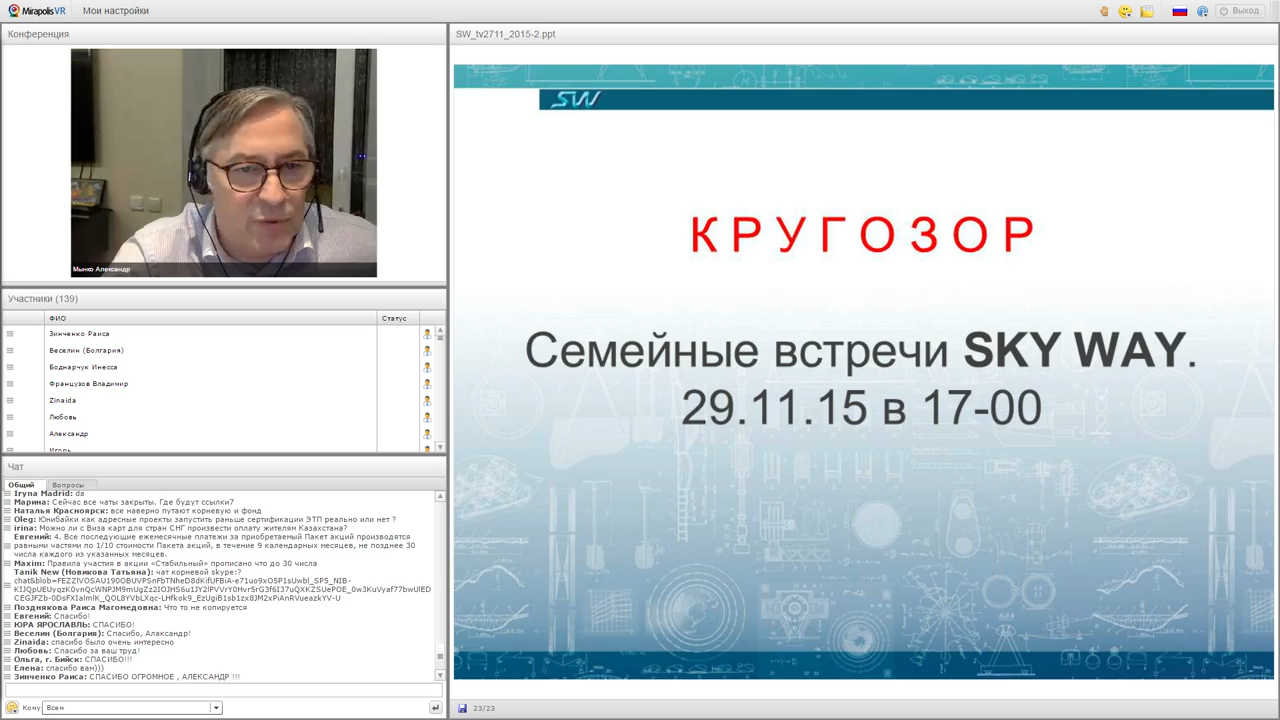 MirapolisVR Мои настройки Выход
Конференция
Мынко Александр
Участники (139)
ФИО Статус
Зинченко Раиса
Веселин (Болгария)
Боднарчук Инесса
Французов Владимир
Zinaida
Любовь
Александр
Игорь
Чат
Общий Вопросы
Iryna Madrid: da
Марина: Сейчас все чаты закрыты. Где будут ссылки?
Наталья Красноярск: все наверно путают корневую и фонд
Oleg: Юнибайки как адресные проекты запустить раньше сертификации ЭТП реально или нет ?
irina: Можно ли с Виза карт для стран СНГ произвести оплату жителям Казахстана?
Евгений: 4. Все последующие ежемесячные платежи за приобретаемый Пакет акций производятся
равными частями по 1/10 стоимости Пакета акций, в течение 9 календарных месяцев, не позднее 30
числа каждого из указанных месяцев.
Maxim: Правила участия в акции «Стабильный» прописано что до 30 числа
Tanik New (Новикова Татьяна): чат корневой skype:?
Позднякова Раиса Магомедовна: Что то не копируется
Евгений: Спасибо!
ЮРА ЯРОСЛАВЛЬ: СПАСИБО!
Веселин (Болгария): Спасибо, Алаксандр!
Zinaida: спасибо было очень интересно
Любовь: Спасибо за ваш труд!
Ольга, г. Бийск: СПАСИБО!!!
Елена: спасибо вам)))
Зинченко Раиса: СПАСИБО ОГРОМНОЕ , АЛЕКСАНДР !!!
Кому Всем
SW_tv2711_2015-2.ppt
SW
КРУГОЗОР
Семейные встречи SKY WAY.
29.11.15 в 17-00
23/23